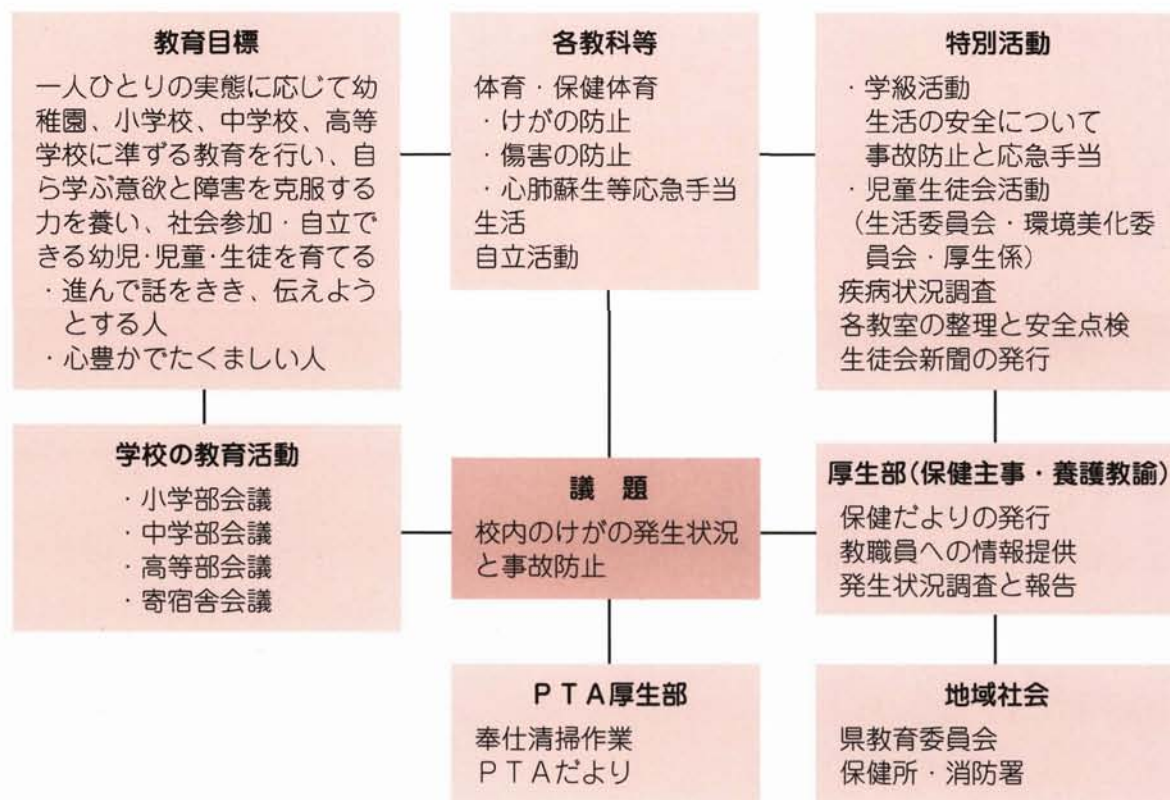 教育目標
一人ひとりの実態に応じて幼
稚園、小学校、中学校、高等
学校に準ずる教育を行い、自
ら学ぶ意欲と障害を克服する
力を養い、社会参加・自立で
きる幼児・児童・生徒を育てる
・進んで話をきき、伝えよう
とする人
・心豊かでたくましい人
各教科等
体育・保健体育
・けがの防止
・傷害の防止
・心肺蘇生等応急手当
生活
自立活動
特別活動
・学級活動
生活の安全について
事故防止と応急手当
・児童生徒会活動
（生活委員会・環境美化委
員会・厚生係）
疾病状況調査
各教室の整理と安全点検
生徒会新聞の発行
学校の教育活動
・小学部会議
・中学部会議
・高等部会議
・寄宿舎会議
議 題
校内のけがの発生状況
と事故防止
厚生部（保健主事・養護教諭）
保健だよりの発行
教職員への情報提供
発生状況調査と報告
ＰＴＡ厚生部
奉仕清掃作業
ＰＴＡだより
地域社会
県教育委員会
保健所・消防署